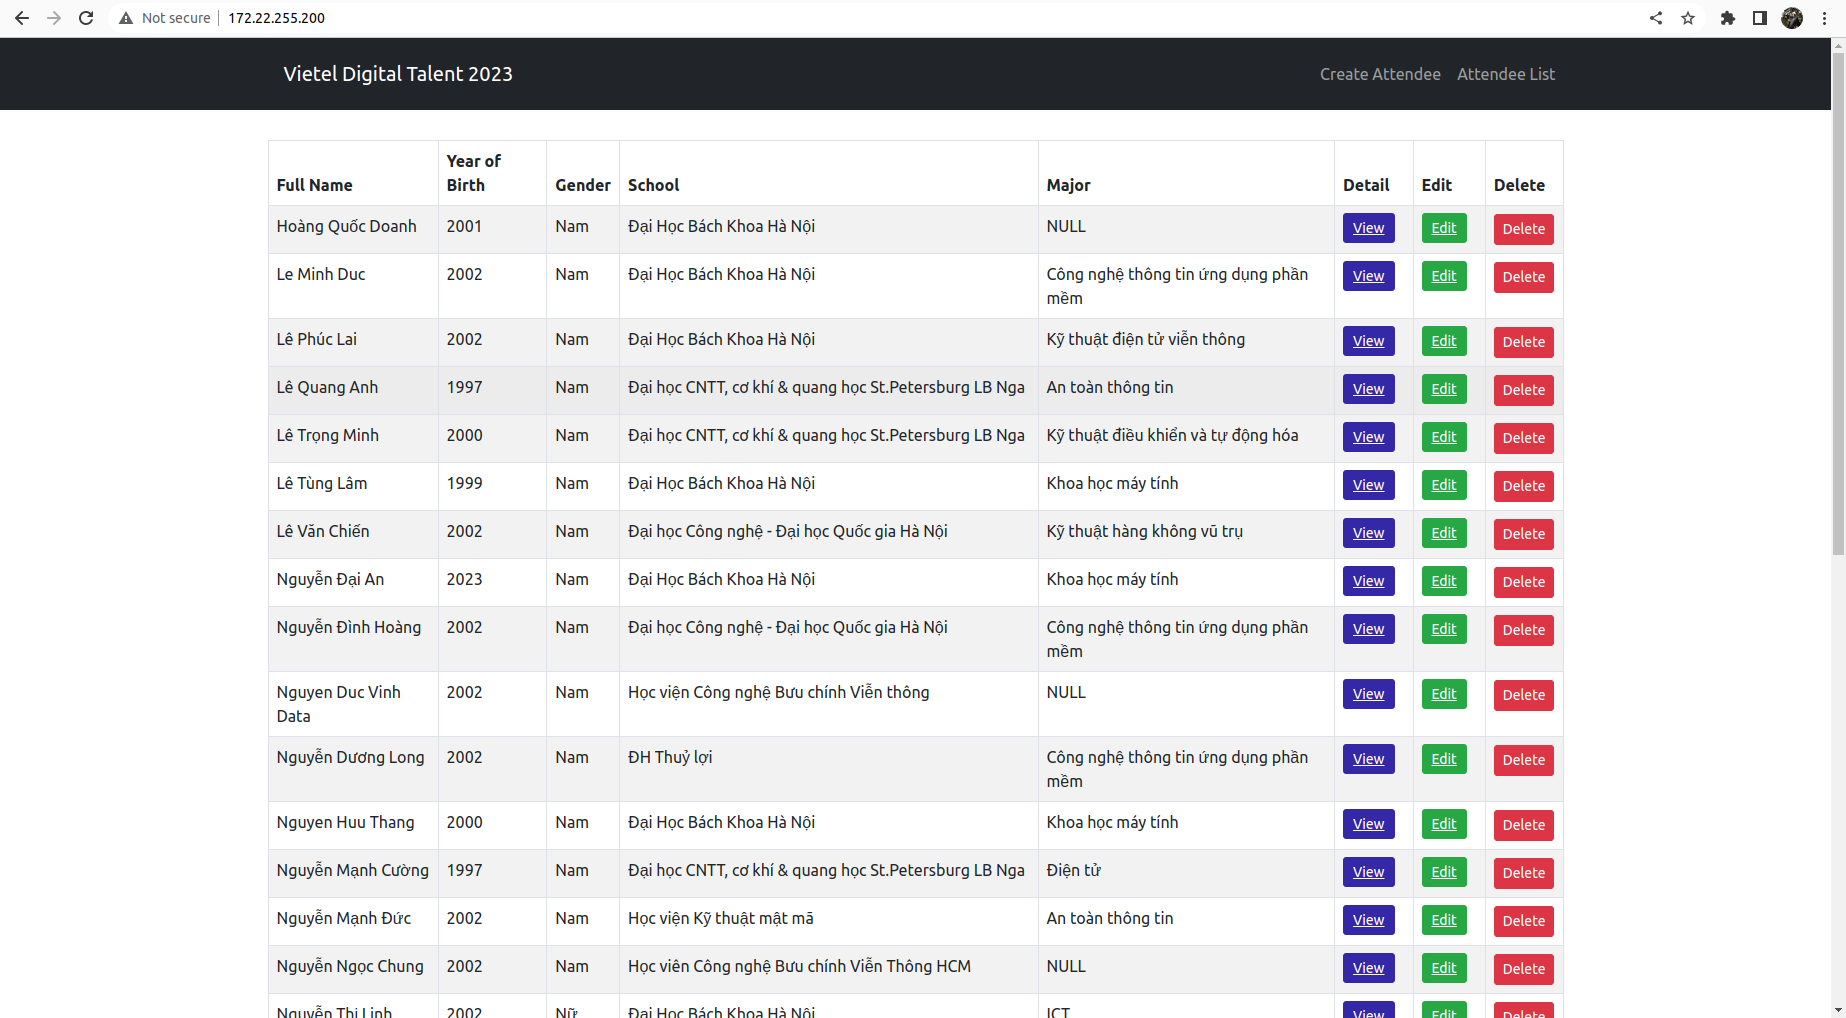 Not secure 172.22.255.200
Vietel Digital Talent 2023 Create Attendee Attendee List
Full Name Year of Birth Gender School Major Detail Edit Delete
Hoàng Quốc Doanh 2001 Nam Đại Học Bách Khoa Hà Nội NULL View Edit Delete
Le Minh Duc 2002 Nam Đại Học Bách Khoa Hà Nội Công nghệ thông tin ứng dụng phần mềm View Edit Delete
Lê Phúc Lai 2002 Nam Đại Học Bách Khoa Hà Nội Kỹ thuật điện tử viễn thông View Edit Delete
Lê Quang Anh 1997 Nam Đại học CNTT, cơ khí & quang học St.Petersburg LB Nga An toàn thông tin View Edit Delete
Lê Trọng Minh 2000 Nam Đại học CNTT, cơ khí & quang học St.Petersburg LB Nga Kỹ thuật điều khiển và tự động hóa View Edit Delete
Lê Tùng Lâm 1999 Nam Đại Học Bách Khoa Hà Nội Khoa học máy tính View Edit Delete
Lê Văn Chiến 2002 Nam Đại học Công nghệ - Đại học Quốc gia Hà Nội Kỹ thuật hàng không vũ trụ View Edit Delete
Nguyễn Đại An 2023 Nam Đại Học Bách Khoa Hà Nội Khoa học máy tính View Edit Delete
Nguyễn Đình Hoàng 2002 Nam Đại học Công nghệ - Đại học Quốc gia Hà Nội Công nghệ thông tin ứng dụng phần mềm View Edit Delete
Nguyen Duc Vinh Data 2002 Nam Học viện Công nghệ Bưu chính Viễn thông NULL View Edit Delete
Nguyễn Dương Long 2002 Nam ĐH Thuỷ lợi Công nghệ thông tin ứng dụng phần mềm View Edit Delete
Nguyen Huu Thang 2000 Nam Đại Học Bách Khoa Hà Nội Khoa học máy tính View Edit Delete
Nguyễn Mạnh Cường 1997 Nam Đại học CNTT, cơ khí & quang học St.Petersburg LB Nga Điện tử View Edit Delete
Nguyễn Mạnh Đức 2002 Nam Học viện Kỹ thuật mật mã An toàn thông tin View Edit Delete
Nguyễn Ngọc Chung 2002 Nam Học viên Công nghệ Bưu chính Viễn Thông HCM NULL View Edit Delete
Nguyễn Thị Linh 2002 Nữ Đại Học Bách Khoa Hà Nội ICT View Edit Delete